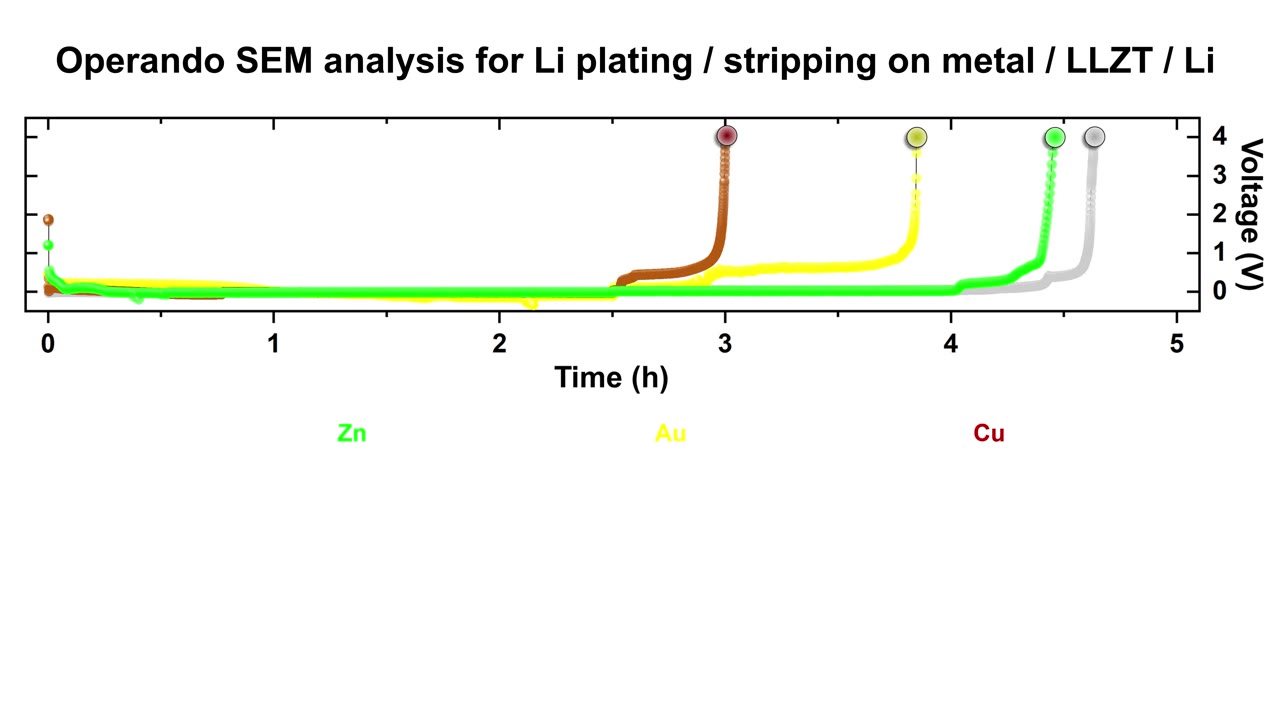 Operando SEM analysis for Li plating / stripping on metal / LLZT / Li
4
3
2
1
0
Voltage (V)
0 1 2 3 4 5
Time (h)
Zn Au Cu